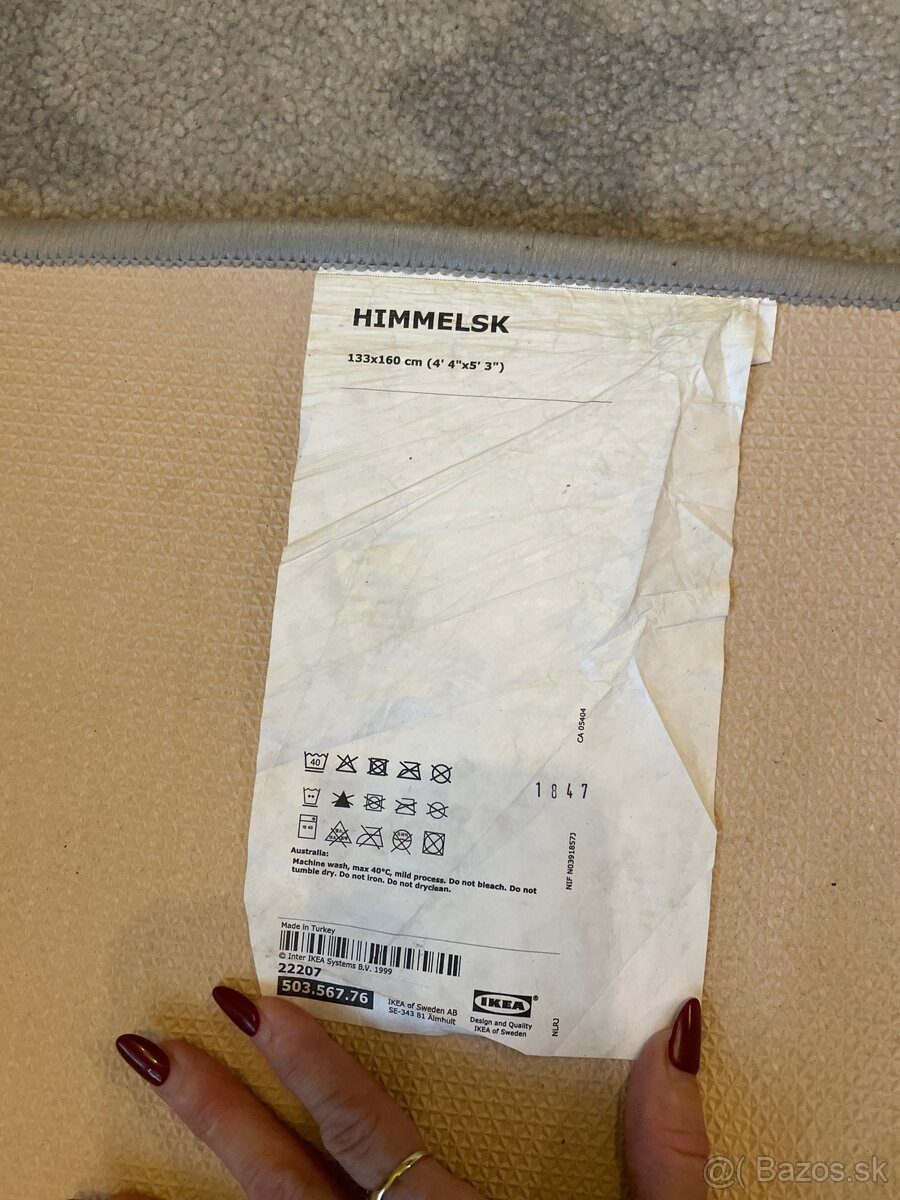 HIMMELSK
133x160 cm (4' 4"x5' 3")
CA 05404
40
1847
40
NIF N0391857J
Australia:
Machine wash, max 40°C, mild process. Do not bleach. Do not
tumble dry. Do not iron. Do not dryclean.
Made in Turkey
© Inter IKEA Systems B.V. 1999
22207
503.567.76
IKEA of Sweden AB
SE-343 81 Älmhult
IKEA®
Design and Quality
IKEA of Sweden
NLRJ
@( Bazos.sk